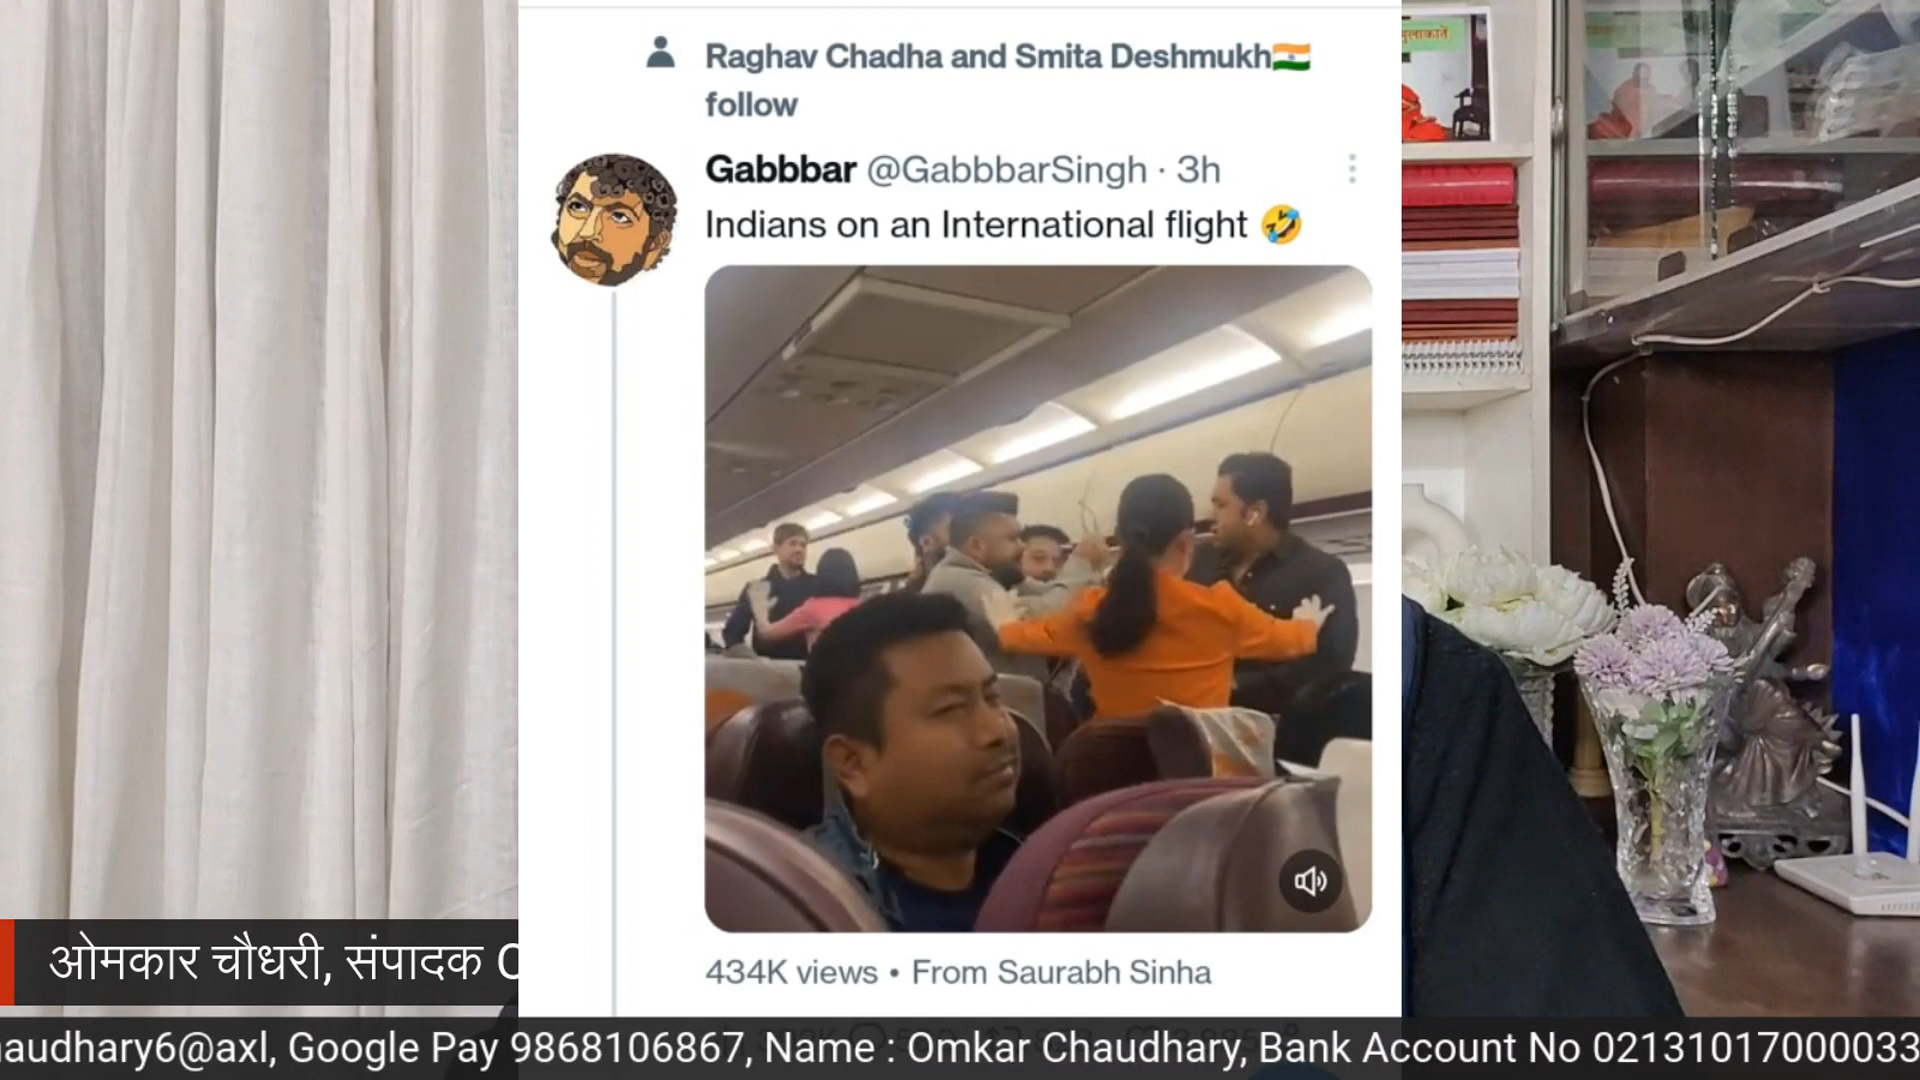 Raghav Chadha and Smita Deshmukh🇮🇳
follow
Gabbbar @GabbbarSingh · 3h
Indians on an International flight 🤣
434K views • From Saurabh Sinha
मुलाकातें
ओमकार चौधरी, संपादक
audhary6@axl, Google Pay 9868106867, Name : Omkar Chaudhary, Bank Account No 02131017000033